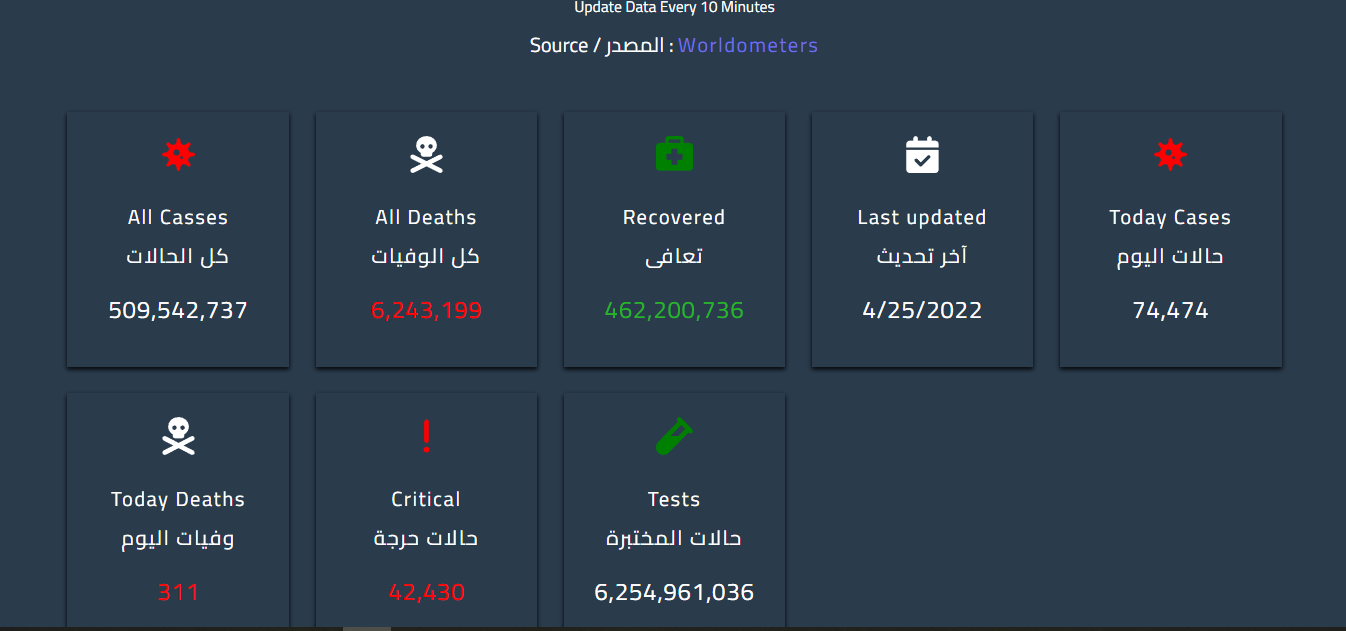 Update Data Every 10 Minutes
Source / المصدر : Worldometers
All Casses
كل الحالات
509,542,737
All Deaths
كل الوفيات
6,243,199
Recovered
تعافى
462,200,736
Last updated
آخر تحديث
4/25/2022
Today Cases
حالات اليوم
74,474
Today Deaths
وفيات اليوم
311
Critical
حالات حرجة
42,430
Tests
حالات المختبرة
6,254,961,036